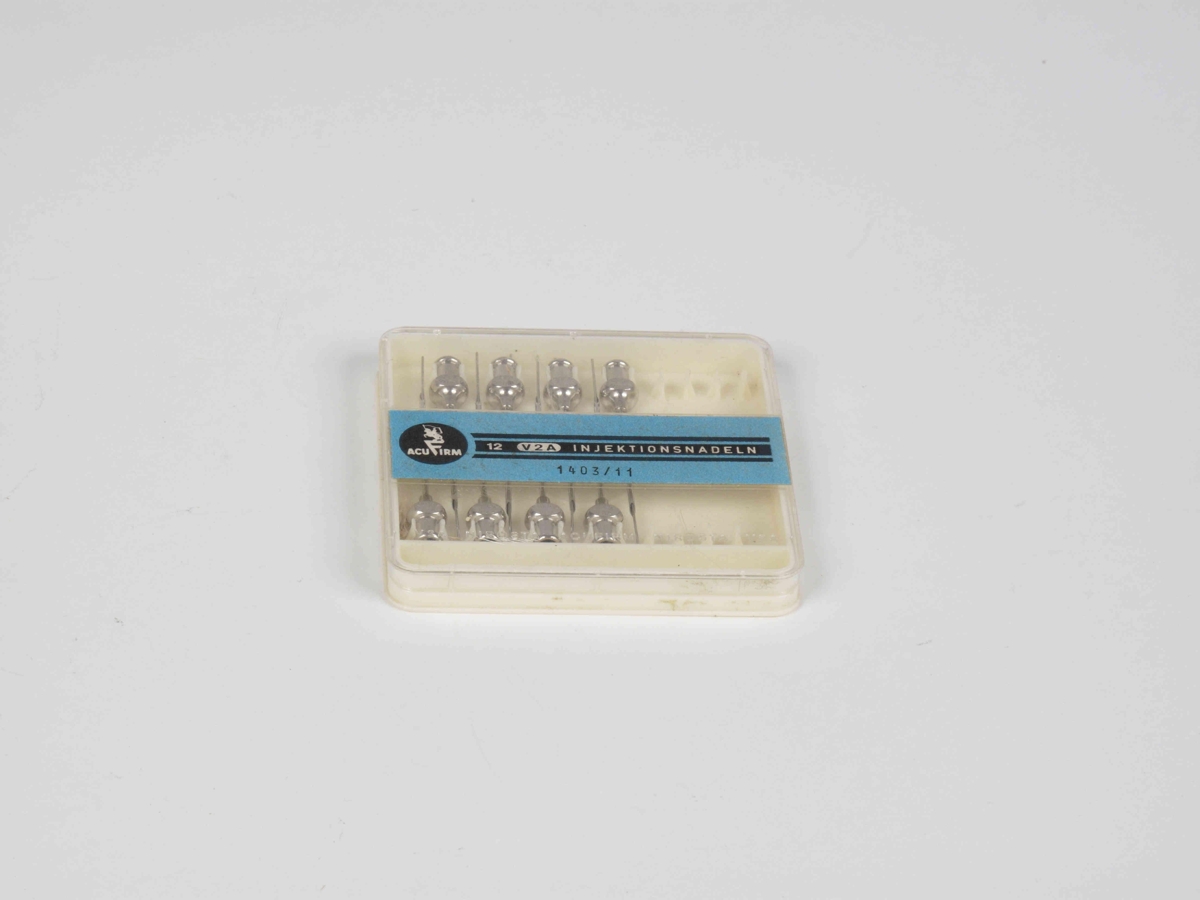 ACUFIRM
12 V2A INJEKTIONSNADELN
1403/11